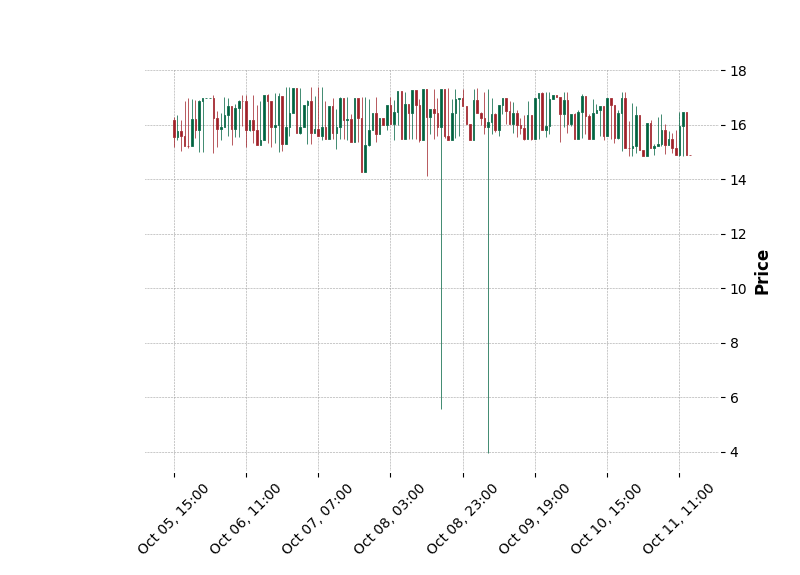 18
16
14
12
10
8
6
4
Price
Oct 05, 15:00
Oct 06, 11:00
Oct 07, 07:00
Oct 08, 03:00
Oct 08, 23:00
Oct 09, 19:00
Oct 10, 15:00
Oct 11, 11:00